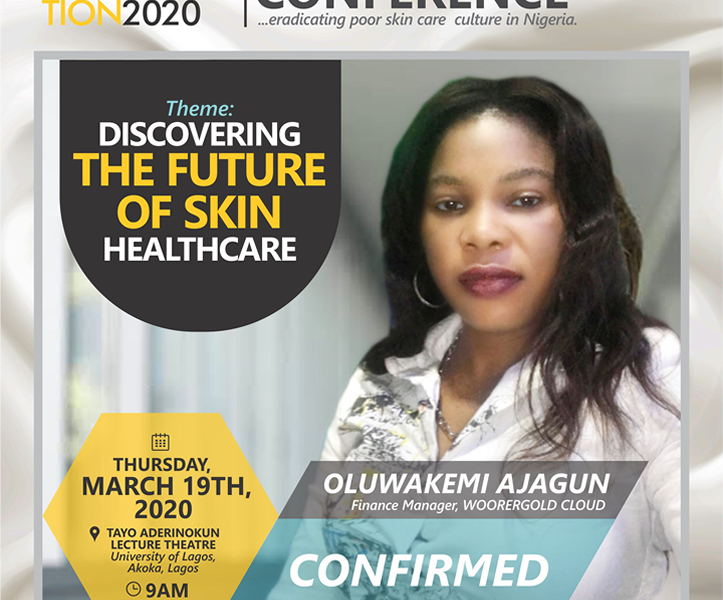 TION2020
CONFERENCE
...eradicating poor skin care culture in Nigeria.
Theme:
DISCOVERING
THE FUTURE
OF SKIN
HEALTHCARE
THURSDAY,
MARCH 19TH,
2020
TAYO ADERINOKUN
LECTURE THEATRE
University of Lagos,
Akoka, Lagos
9AM
OLUWAKEMI AJAGUN
Finance Manager, WOORERGOLD CLOUD
CONFIRMED